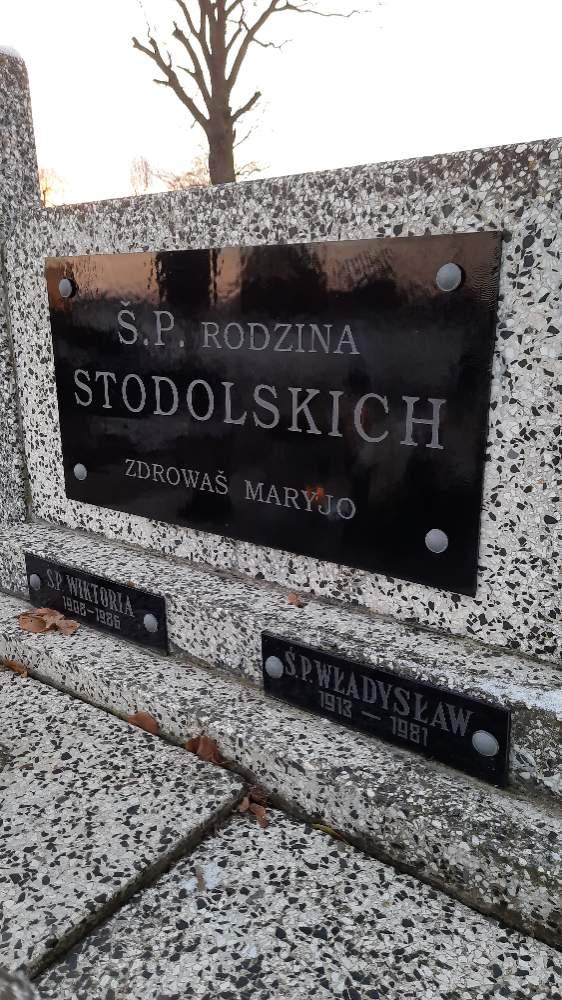 Š.P. RODZINA
STODOLSKICH
ZDROWAŠ MARYJO
Ś.P. WIKTORIA
1908-1986
Ś.P. WŁADYSŁAW
1913 — 1981